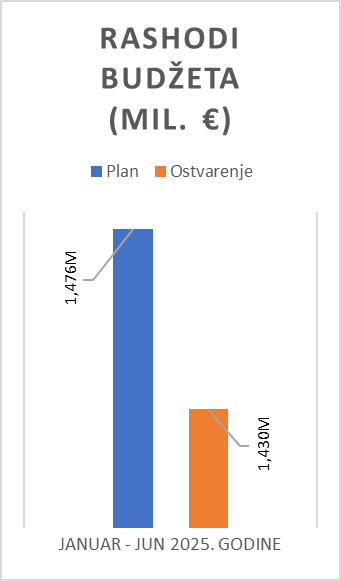 RASHODI
BUDŽETA
(MIL. €)
Plan Ostvarenje
1,476M
1,430M
JANUAR - JUN 2025. GODINE